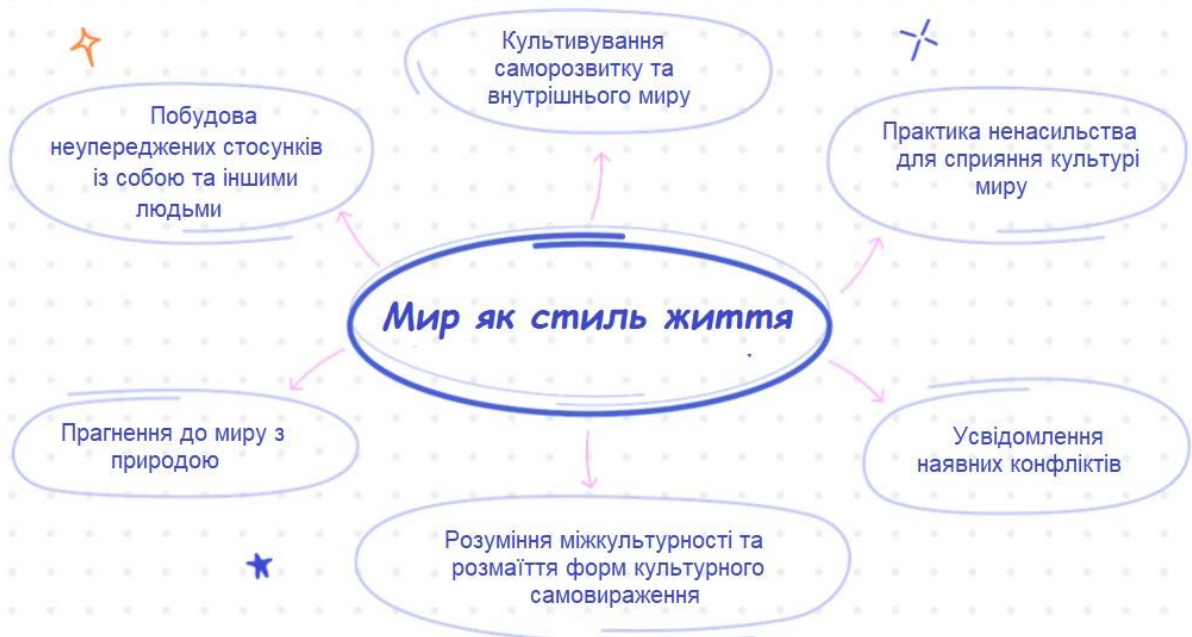 Культивування
саморозвитку та
внутрішнього миру
Побудова
неупереджених стосунків
із собою та іншими
людьми
Практика ненасильства
для сприяння культурі
миру
Мир як стиль життя
Прагнення до миру з
природою
Усвідомлення
наявних конфліктів
Розуміння міжкультурності та
розмаїття форм культурного
самовираження